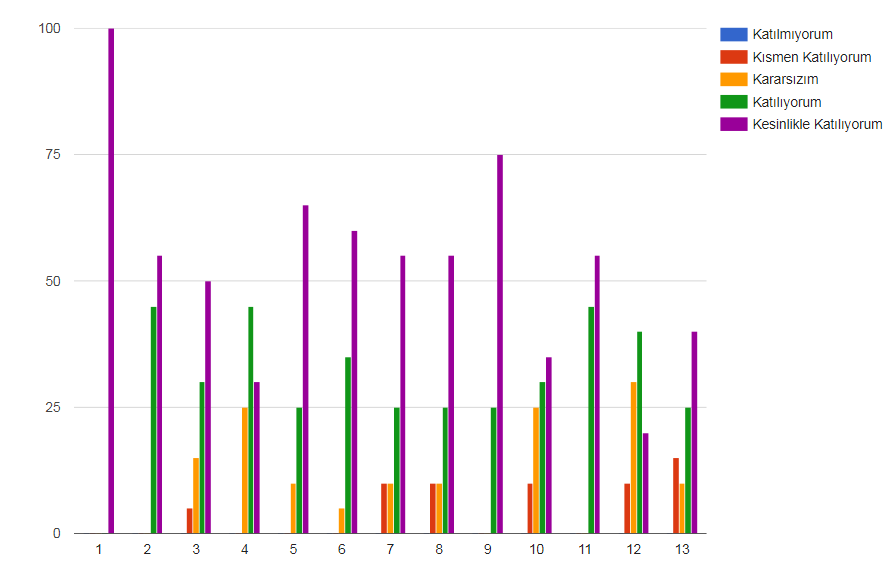 100
75
50
25
0
1 2 3 4 5 6 7 8 9 10 11 12 13
Katılmıyorum
Kısmen Katılıyorum
Kararsızım
Katılıyorum
Kesinlikle Katılıyorum